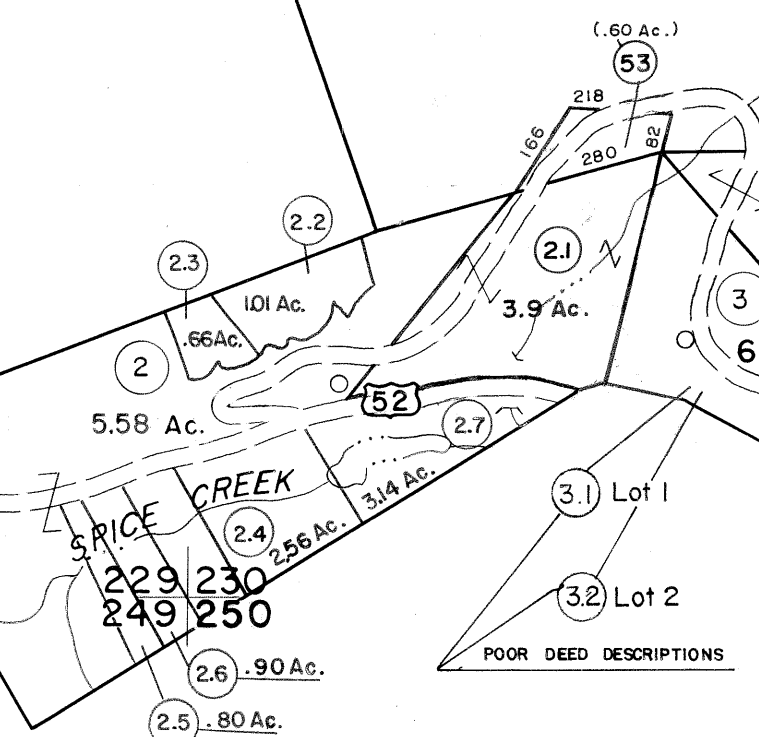 (.60 Ac.)
53
218
166
82
280
2.2
2.3
2.1
1.01 Ac.
.66 Ac.
3.9 Ac.
3
6
2
52
5.58 Ac.
2.7
3.14 Ac.
SPICE CREEK
3.1 Lot 1
2.4
2.56 Ac.
229 230
249 250
3.2 Lot 2
POOR DEED DESCRIPTIONS
2.6 .90 Ac.
2.5 .80 Ac.